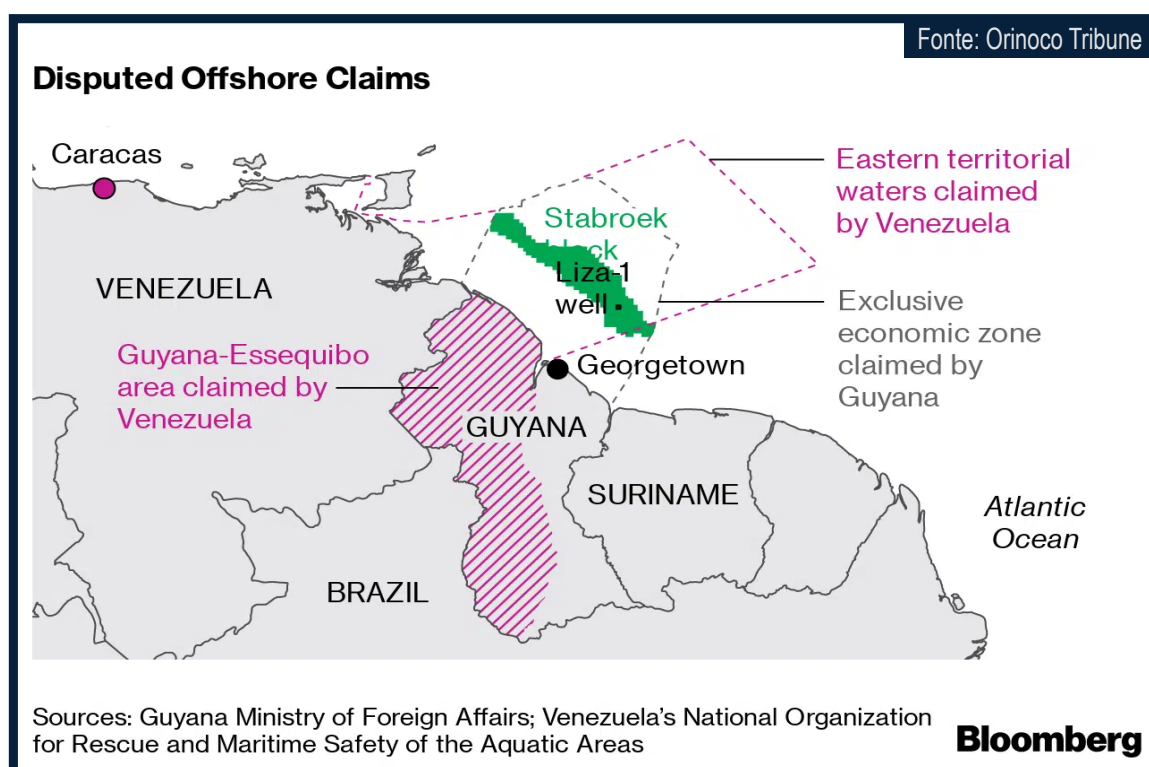 Fonte: Orinoco Tribune
Disputed Offshore Claims
Caracas
Eastern territorial
waters claimed
by Venezuela
Stabroek
block
Liza-1
well
VENEZUELA
Exclusive
economic zone
claimed by
Guyana
Guyana-Essequibo
area claimed by
Venezuela
Georgetown
GUYANA
SURINAME
Atlantic
Ocean
BRAZIL
Sources: Guyana Ministry of Foreign Affairs; Venezuela's National Organization
for Rescue and Maritime Safety of the Aquatic Areas
Bloomberg